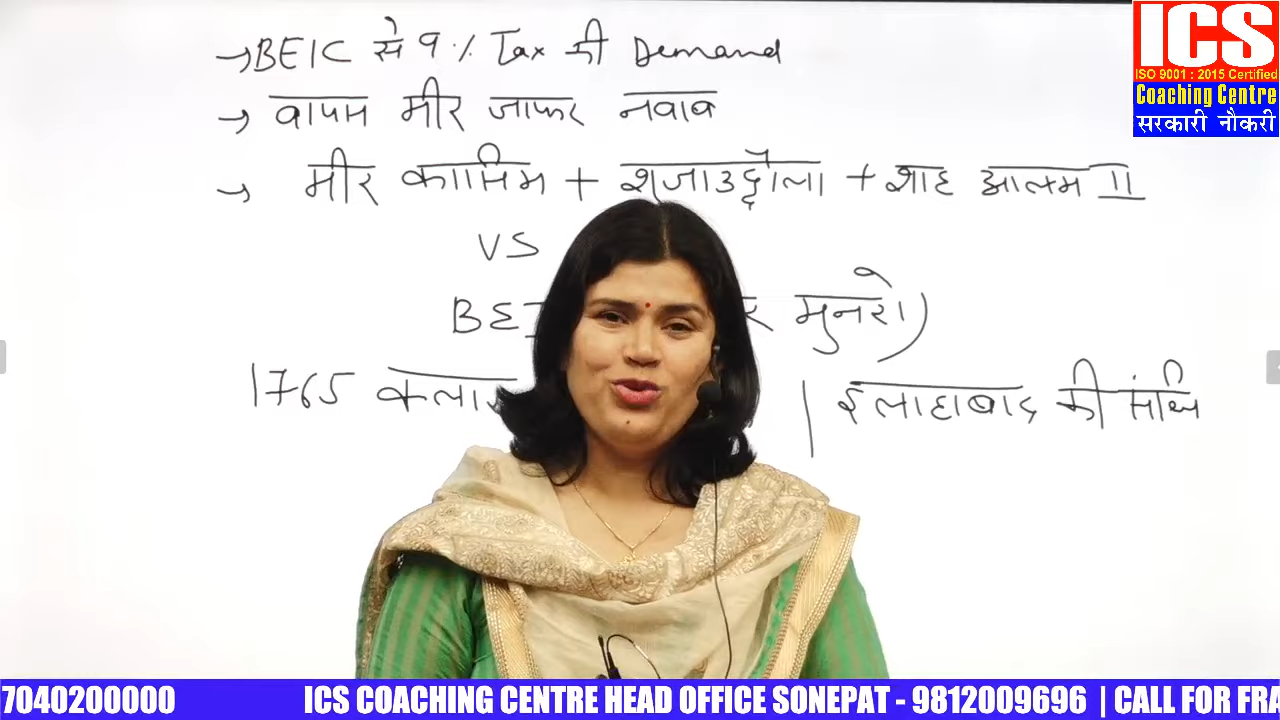 →BEIC से 9% Tax की Demand
→ वापस मीर जाफर नवाब
→ मीर कासिम + शुजाउद्दौला + शाह आलम II
VS
मुनरो)
1765 | इलाहाबाद की संधि
ICS
ISO 9001 : 2015 Certified
Coaching Centre
सरकारी नौकरी
7040200000 ICS COACHING CENTRE HEAD OFFICE SONEPAT - 9812009696 | CALL FOR FRA